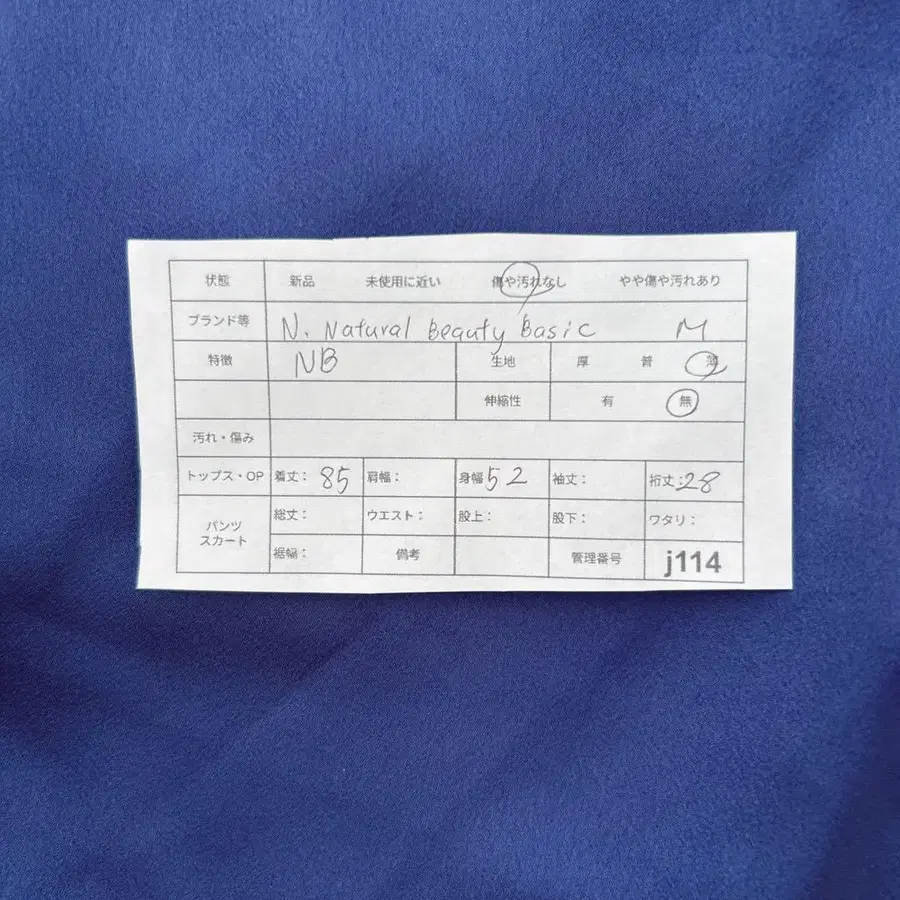 状態 新品 未使用に近い 傷や汚れなし やや傷や汚れあり
ブランド等 N. Natural Beauty Basic M
特徴 NB 生地 厚 普 薄
伸縮性 有 無
汚れ・傷み
トップス・OP 着丈: 85 肩幅: 身幅 52 袖丈: 裄丈:28
パンツ 総丈: ウエスト: 股上: 股下: ワタリ:
スカート
裾幅: 備考 管理番号 j114